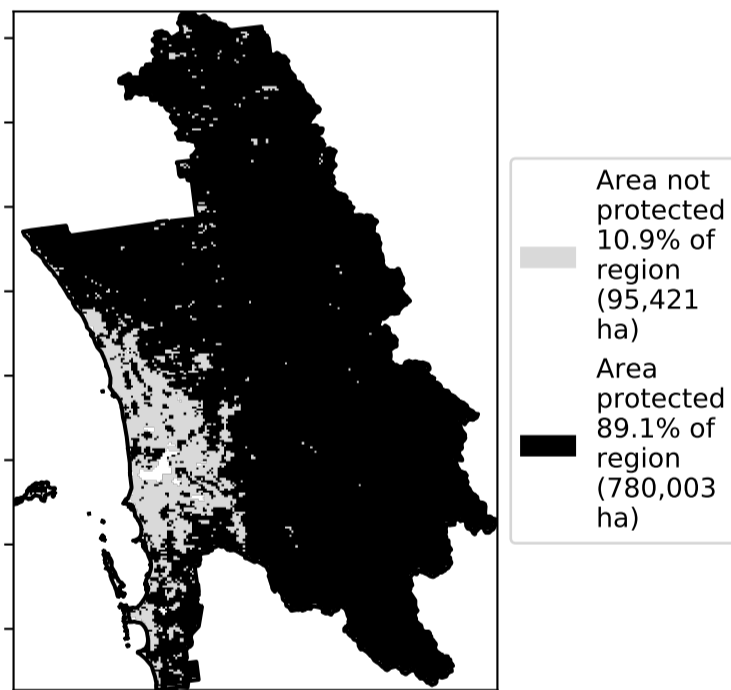 Area not
protected
10.9% of
region
(95,421
ha)
Area
protected
89.1% of
region
(780,003
ha)